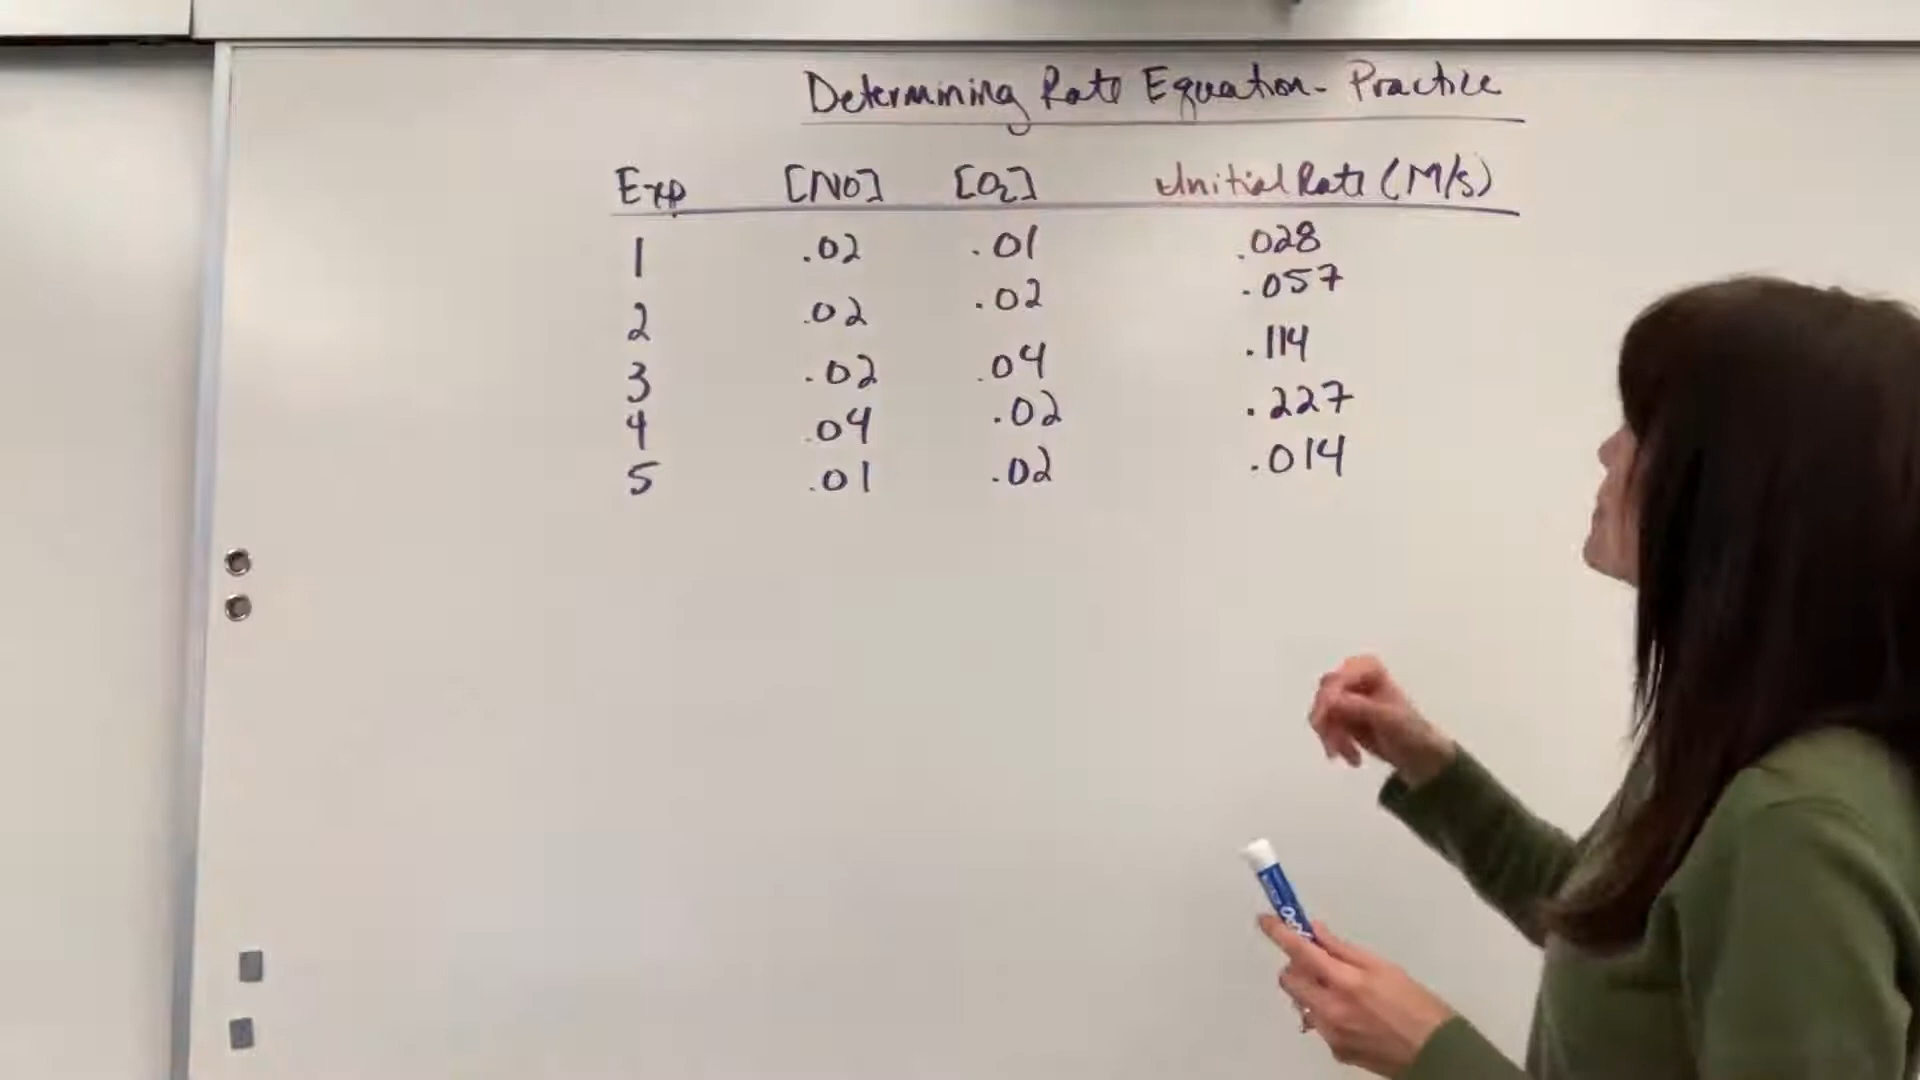 Determining Rate Equation - Practice
Exp [NO] [O2] Initial Rate (M/s)
1 .02 .01 .028
2 .02 .02 .057
3 .02 .04 .114
4 .04 .02 .227
5 .01 .02 .014